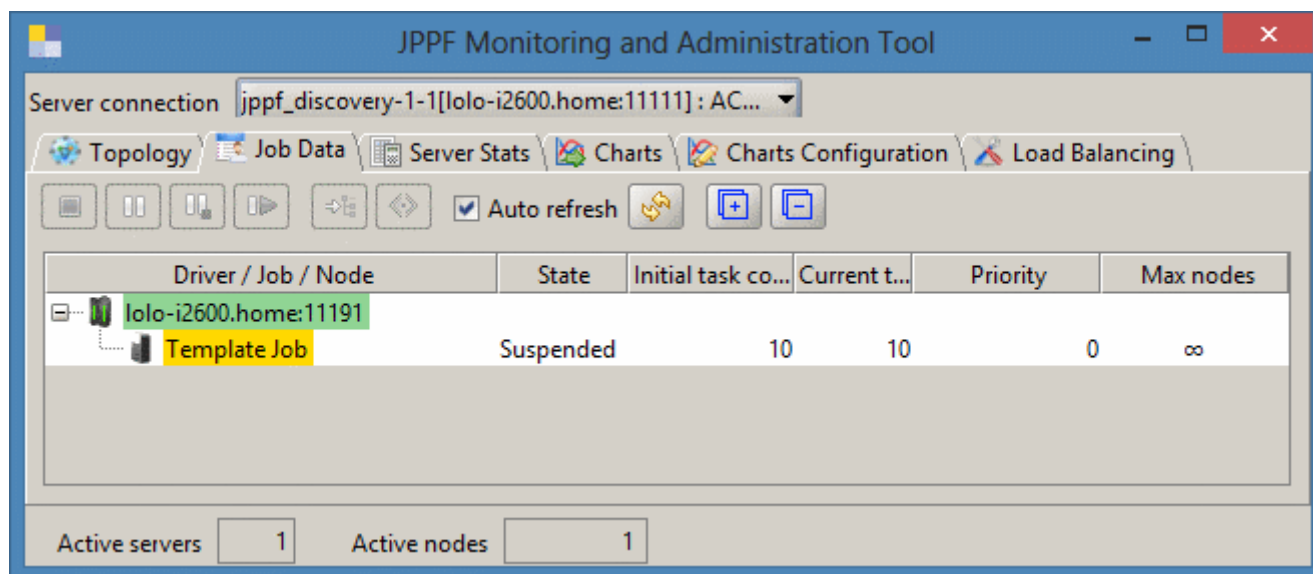 JPPF Monitoring and Administration Tool
Server connection jppf_discovery-1-1[lolo-i2600.home:11111] : AC...
Topology Job Data Server Stats Charts Charts Configuration Load Balancing
Auto refresh
Driver / Job / Node State Initial task co... Current t... Priority Max nodes
lolo-i2600.home:11191
Template Job Suspended 10 10 0 ∞
Active servers 1 Active nodes 1